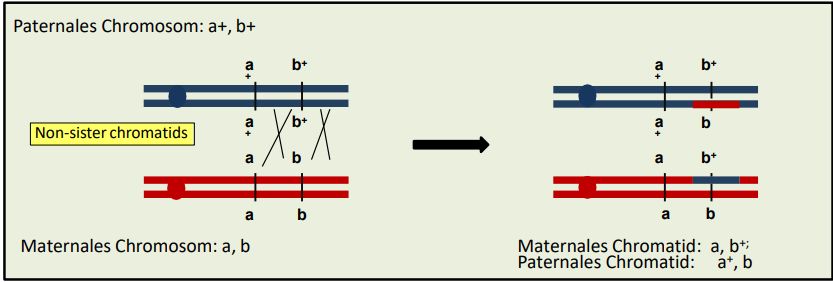 Paternales Chromosom: a+, b+
a
+
b⁺
a
+
b⁺
Non-sister chromatids
a
b
a
b
Maternales Chromosom: a, b
a
+
b⁺
a
+
b
a
b⁺
a
b
Maternales Chromatid: a, b⁺;
Paternales Chromatid: a⁺, b